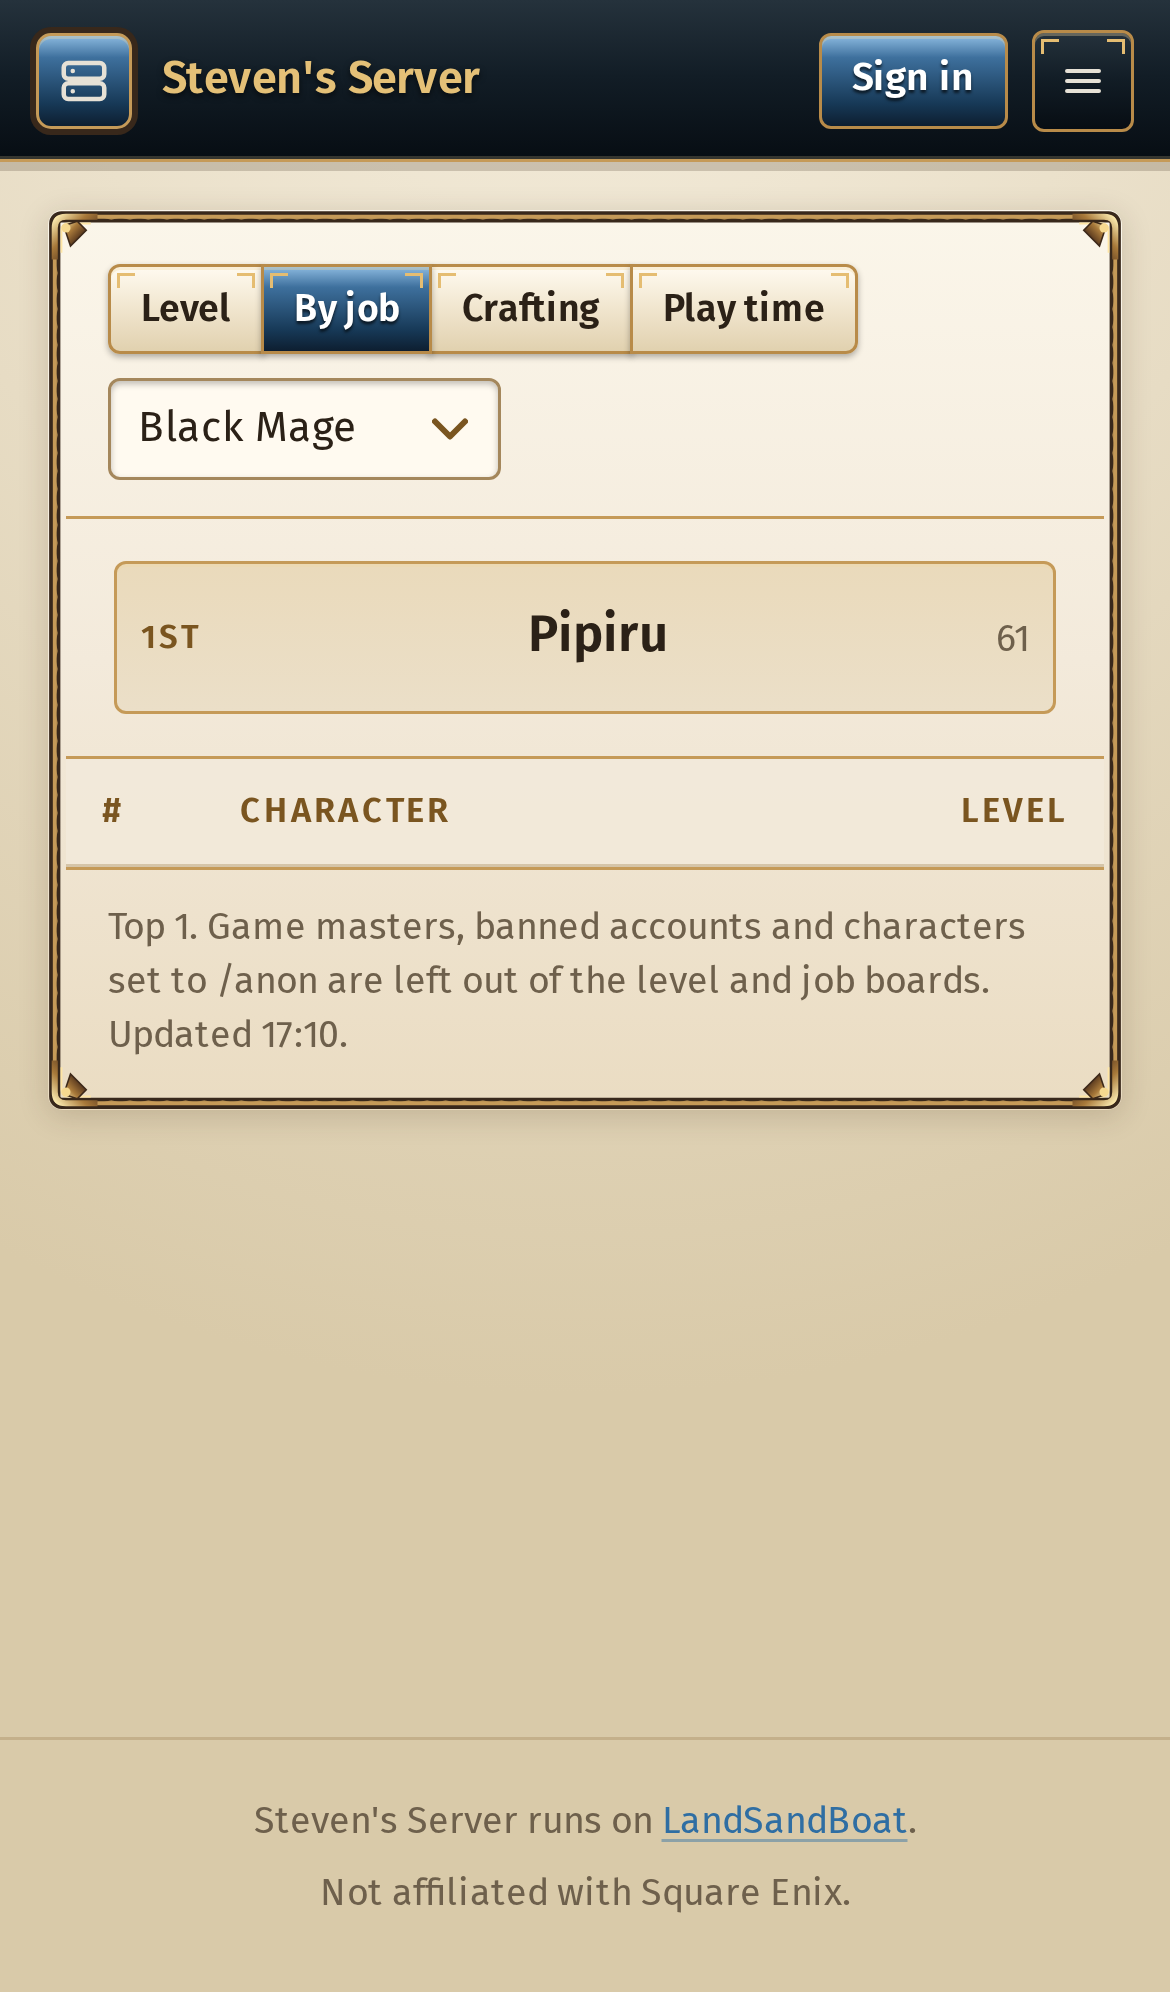 Steven's Server
Sign in
Level
By job
Crafting
Play time
Black Mage
1ST
Pipiru
61
#
CHARACTER
LEVEL
Top 1. Game masters, banned accounts and characters
set to /anon are left out of the level and job boards.
Updated 17:10.
Steven's Server runs on LandSandBoat.
Not affiliated with Square Enix.